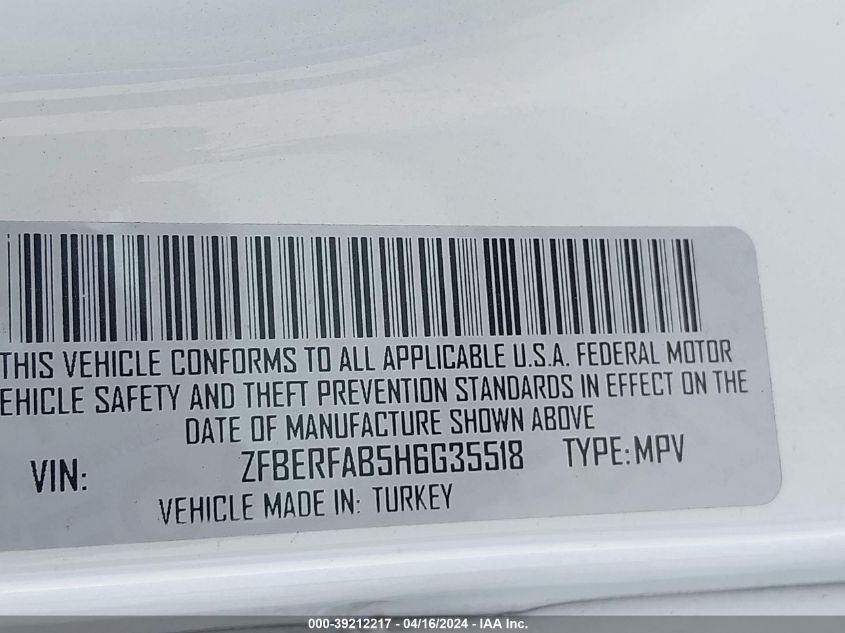 THIS VEHICLE CONFORMS TO ALL APPLICABLE U.S.A. FEDERAL MOTOR
EHICLE SAFETY AND THEFT PREVENTION STANDARDS IN EFFECT ON THE
DATE OF MANUFACTURE SHOWN ABOVE
VIN: ZFBERFAB5H6G35518 TYPE: MPV
VEHICLE MADE IN: TURKEY
000-39212217 - 04/16/2024 - IAA Inc.